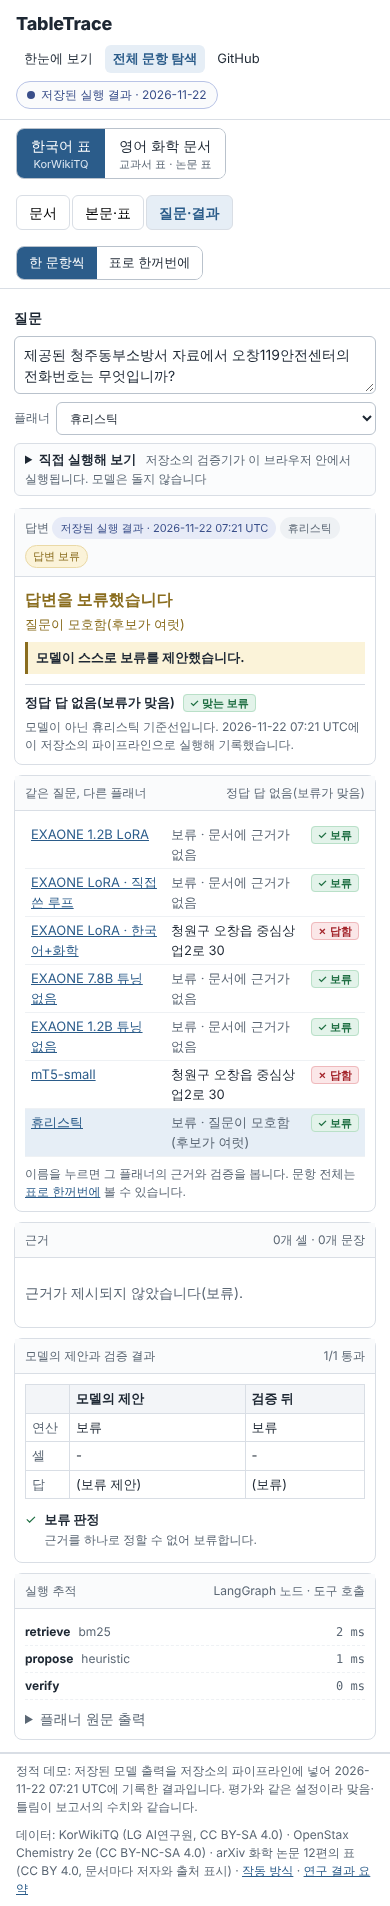 TableTrace
한눈에 보기 전체 문항 탐색 GitHub
저장된 실행 결과 · 2026-11-22
한국어 표 영어 화학 문서
KorWikiTQ 교과서 표 · 논문 표
문서 본문·표 질문·결과
한 문항씩 표로 한꺼번에
질문
제공된 청주동부소방서 자료에서 오창119안전센터의
전화번호는 무엇입니까?
플래너 휴리스틱
▶ 직접 실행해 보기 저장소의 검증기가 이 브라우저 안에서
실행됩니다. 모델은 돌지 않습니다
답변 저장된 실행 결과 · 2026-11-22 07:21 UTC 휴리스틱
답변 보류
답변을 보류했습니다
질문이 모호함(후보가 여럿)
모델이 스스로 보류를 제안했습니다.
정답 답 없음(보류가 맞음) ✓ 맞는 보류
모델이 아닌 휴리스틱 기준선입니다. 2026-11-22 07:21 UTC에
이 저장소의 파이프라인으로 실행해 기록했습니다.
같은 질문, 다른 플래너 정답 답 없음(보류가 맞음)
EXAONE 1.2B LoRA 보류 · 문서에 근거가 ✓ 보류
없음
EXAONE LoRA · 직접 보류 · 문서에 근거가 ✓ 보류
쓴 루프 없음
EXAONE LoRA · 한국 청원구 오창읍 중심상 × 답함
어+화학 업2로 30
EXAONE 7.8B 튜닝 보류 · 문서에 근거가 ✓ 보류
없음 없음
EXAONE 1.2B 튜닝 보류 · 문서에 근거가 ✓ 보류
없음 없음
mT5-small 청원구 오창읍 중심상 × 답함
업2로 30
휴리스틱 보류 · 질문이 모호함 ✓ 보류
(후보가 여럿)
이름을 누르면 그 플래너의 근거와 검증을 봅니다. 문항 전체는
표로 한꺼번에 볼 수 있습니다.
근거 0개 셀 · 0개 문장
근거가 제시되지 않았습니다(보류).
모델의 제안과 검증 결과 1/1 통과
모델의 제안 검증 뒤
연산 보류 보류
셀 - -
답 (보류 제안) (보류)
✓ 보류 판정
근거를 하나로 정할 수 없어 보류합니다.
실행 추적 LangGraph 노드 · 도구 호출
retrieve bm25 2 ms
propose heuristic 1 ms
verify 0 ms
▶ 플래너 원문 출력
정적 데모: 저장된 모델 출력을 저장소의 파이프라인에 넣어 2026-
11-22 07:21 UTC에 기록한 결과입니다. 평가와 같은 설정이라 맞음·
틀림이 보고서의 수치와 같습니다.
데이터: KorWikiTQ (LG AI연구원, CC BY-SA 4.0) · OpenStax
Chemistry 2e (CC BY-NC-SA 4.0) · arXiv 화학 논문 12편의 표
(CC BY 4.0, 문서마다 저자와 출처 표시) · 작동 방식 · 연구 결과 요
약